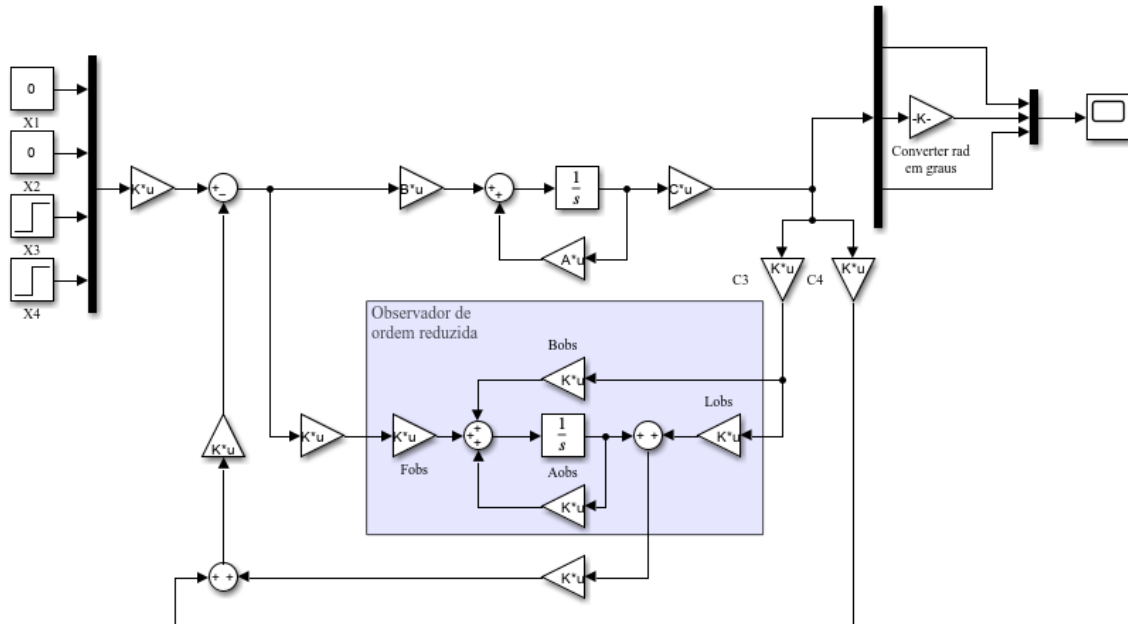 0
X1
0
X2
X3
X4
K*u
+
−
B*u
+
+
1
s
A*u
C*u
-K-
Converter rad
em graus
C3
K*u
C4
K*u
Observador de
ordem reduzida
Bobs
K*u
Lobs
K*u
K*u
K*u
K*u
Fobs
+
+
+
1
s
+ +
Aobs
K*u
+ +
K*u